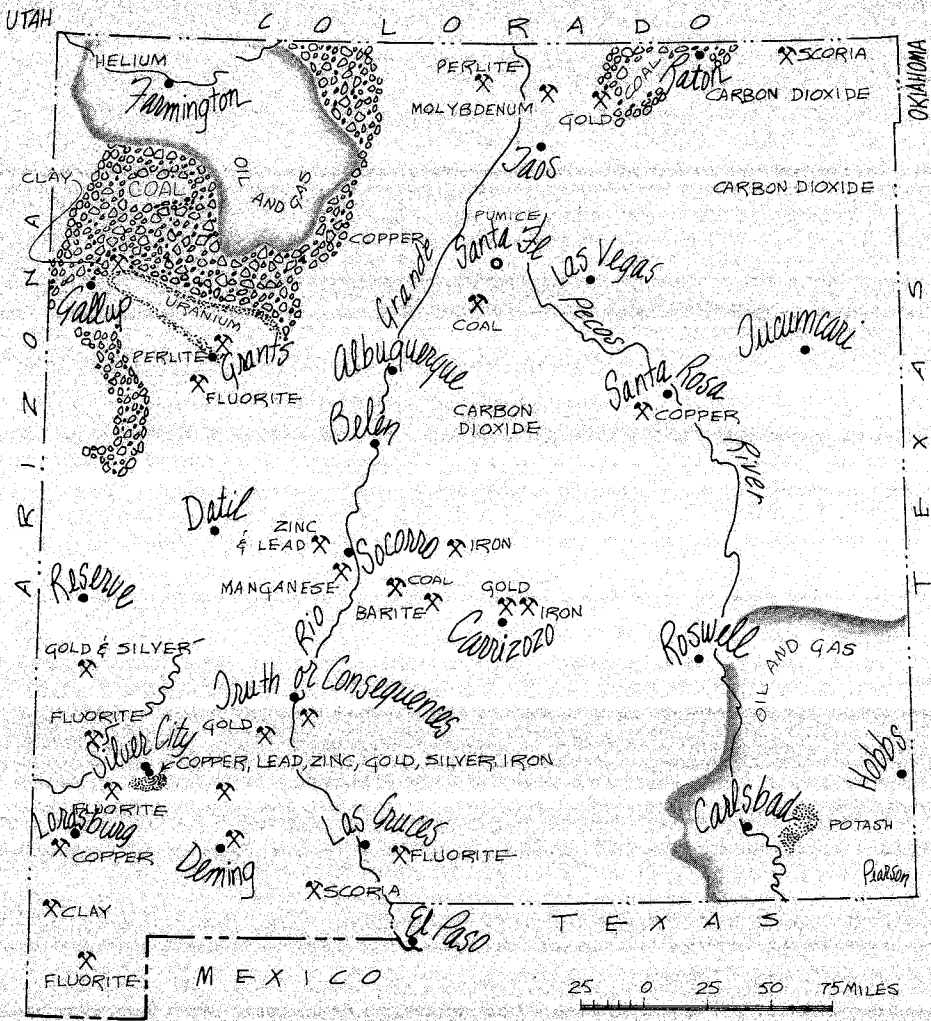 UTAH
COLORADO
OKLAHOMA
HELIUM
Farmington
PERLITE
MOLYBDENUM
GOLD
COAL
Raton
SCORIA
CARBON DIOXIDE
Taos
CLAY
COAL
OIL
AND GAS
CARBON DIOXIDE
COPPER
PUMICE
Santa Fe
Las Vegas
Grande
Pecos
COAL
Gallup
URANIUM
PERLITE
Grants
FLUORITE
Albuquerque
Tucumcari
Santa Rosa
COPPER
Belén
CARBON
DIOXIDE
River
ARIZONA
TEXAS
Datil
ZINC
& LEAD
Socorro
IRON
MANGANESE
COAL
BARITE
GOLD
IRON
Carrizozo
Reserve
Rio
Roswell
OIL AND GAS
GOLD & SILVER
Truth or Consequences
FLUORITE
GOLD
Silver City
COPPER, LEAD, ZINC, GOLD, SILVER, IRON
FLUORITE
Hobbs
Lordsburg
COPPER
Deming
Las Cruces
FLUORITE
Carlsbad
POTASH
Pearson
SCORIA
CLAY
El Paso
TEXAS
FLUORITE
MEXICO
25 0 25 50 75 MILES